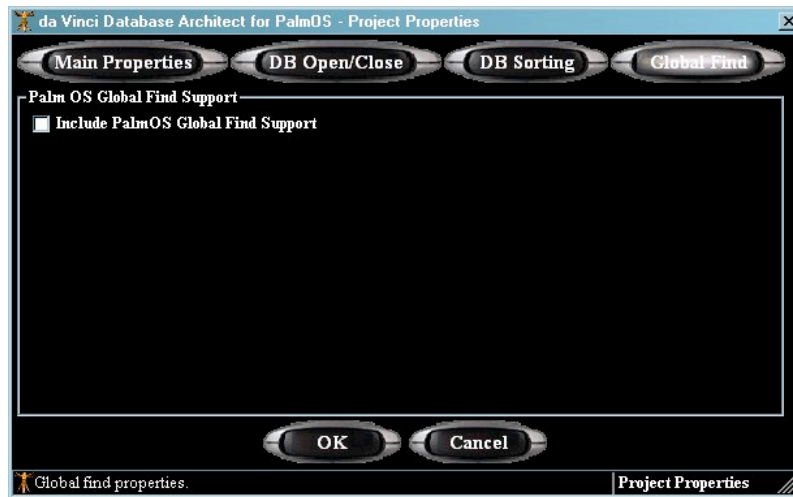 da Vinci Database Architect for PalmOS - Project Properties
Main Properties DB Open/Close DB Sorting Global Find
Palm OS Global Find Support
Include PalmOS Global Find Support
OK Cancel
Global find properties. Project Properties